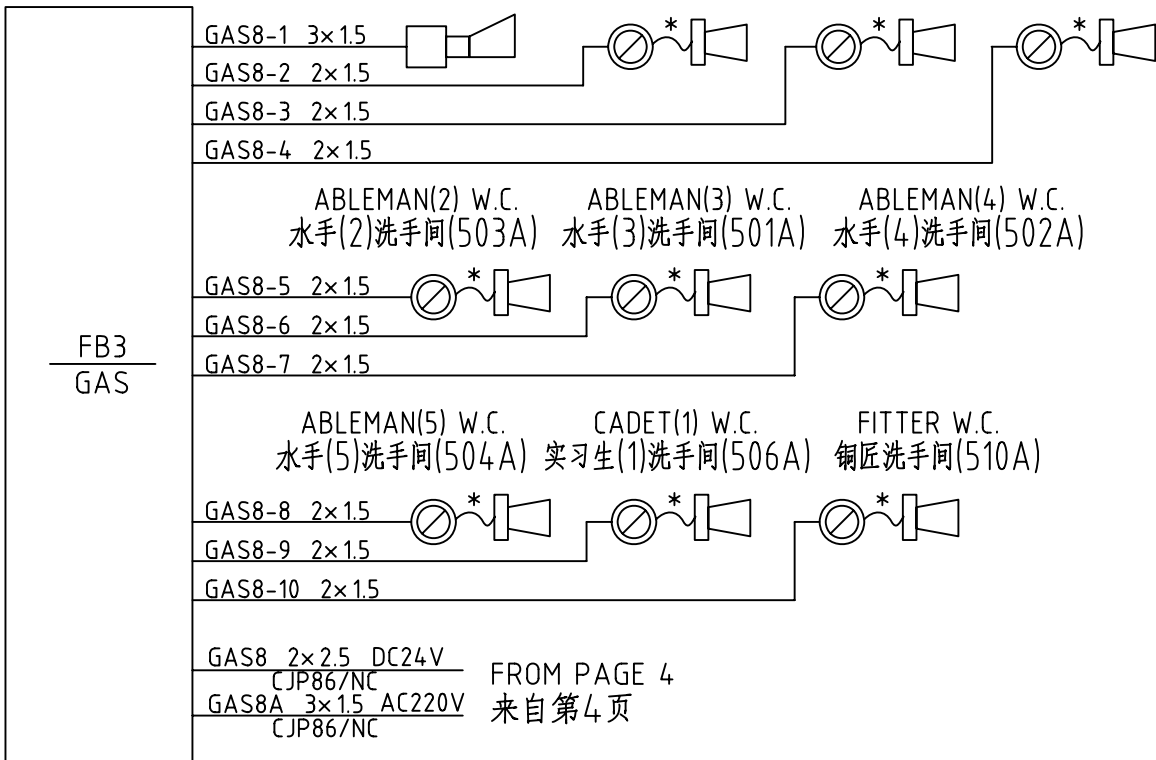 GAS8-1 3×1.5
*
*
*
GAS8-2 2×1.5
GAS8-3 2×1.5
GAS8-4 2×1.5
ABLEMAN(2) W.C.
水手(2)洗手间(503A)
ABLEMAN(3) W.C.
水手(3)洗手间(501A)
ABLEMAN(4) W.C.
水手(4)洗手间(502A)
GAS8-5 2×1.5
*
*
*
GAS8-6 2×1.5
GAS8-7 2×1.5
FB3
GAS
ABLEMAN(5) W.C.
水手(5)洗手间(504A)
CADET(1) W.C.
实习生(1)洗手间(506A)
FITTER W.C.
铜匠洗手间(510A)
GAS8-8 2×1.5
*
*
*
GAS8-9 2×1.5
GAS8-10 2×1.5
GAS8 2×2.5 DC24V
CJP86/NC
GAS8A 3×1.5 AC220V
CJP86/NC
FROM PAGE 4
来自第4页